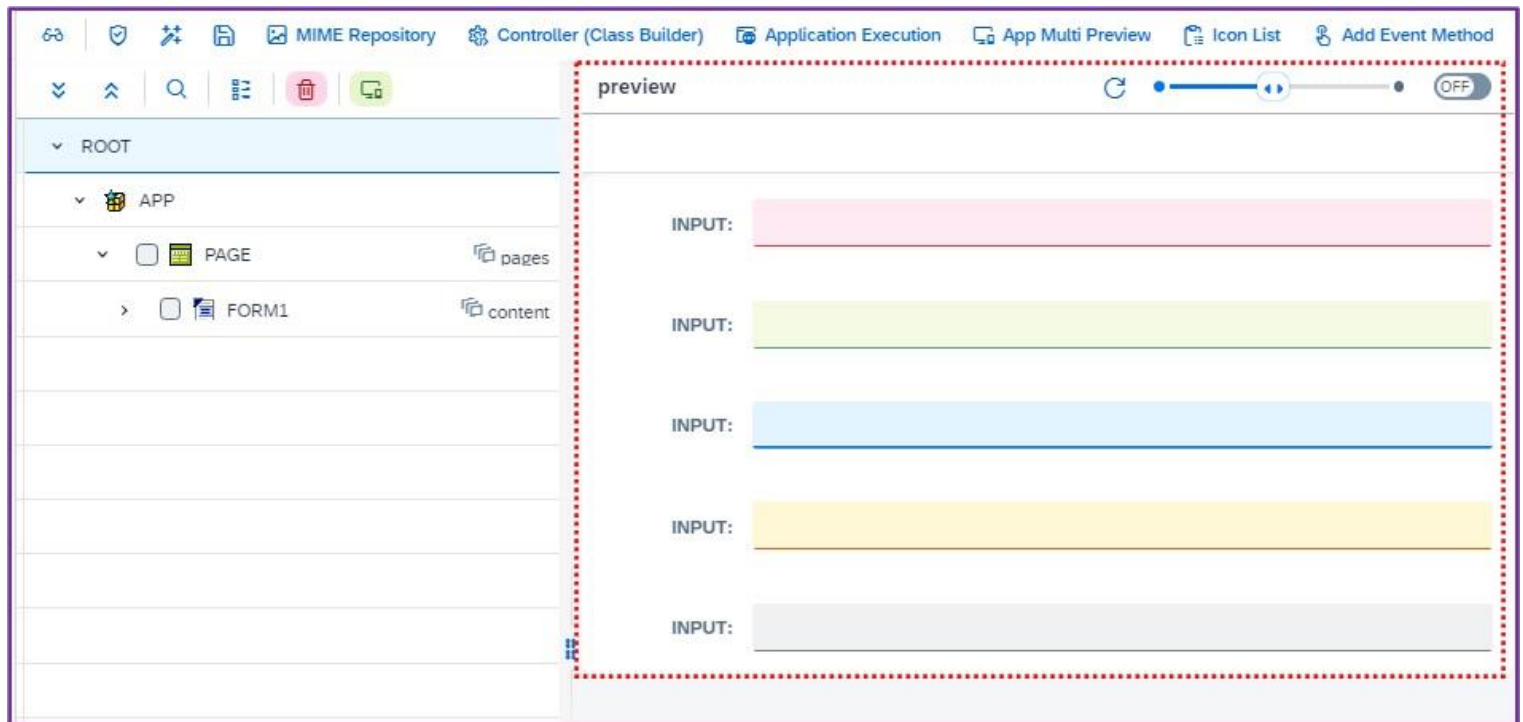 MIME Repository Controller (Class Builder) Application Execution App Multi Preview Icon List Add Event Method
preview OFF
ROOT
APP
PAGE pages
FORM1 content
INPUT:
INPUT:
INPUT:
INPUT:
INPUT: